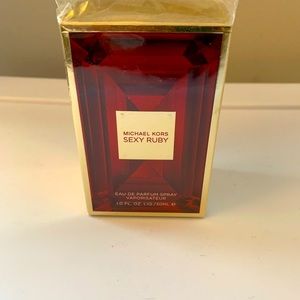 MICHAEL KORS
SEXY RUBY
EAU DE PARFUM SPRAY
VAPORISATEUR